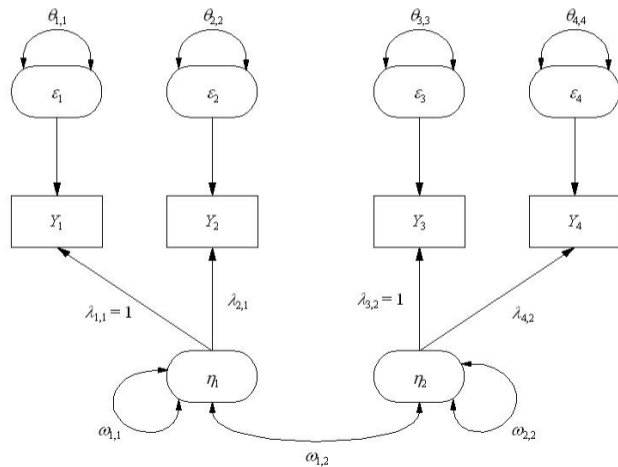 θ1,1 θ2,2 θ3,3 θ4,4
ε1 ε2 ε3 ε4
Y1 Y2 Y3 Y4
λ1,1 = 1 λ2,1 λ3,2 = 1 λ4,2
η1 η2
ω1,1 ω1,2 ω2,2